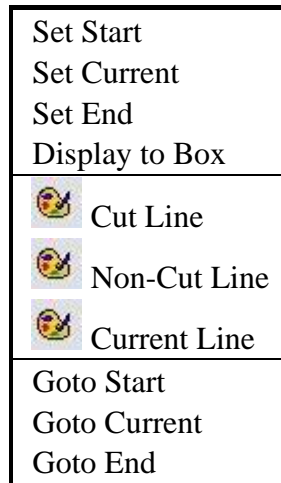 Set Start
Set Current
Set End
Display to Box
Cut Line
Non-Cut Line
Current Line
Goto Start
Goto Current
Goto End